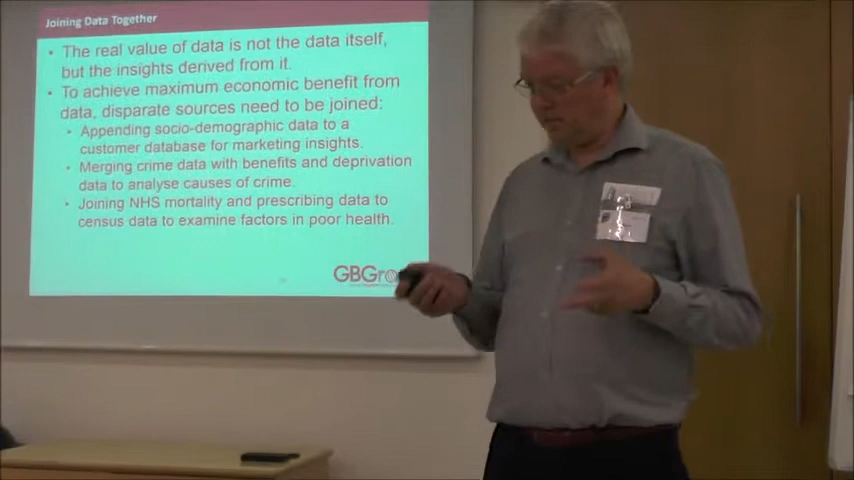 Joining Data Together
• The real value of data is not the data itself,
but the insights derived from it.
• To achieve maximum economic benefit from
data, disparate sources need to be joined:
• Appending socio-demographic data to a
customer database for marketing insights.
• Merging crime data with benefits and deprivation
data to analyse causes of crime.
• Joining NHS mortality and prescribing data to
census data to examine factors in poor health.
GBGro